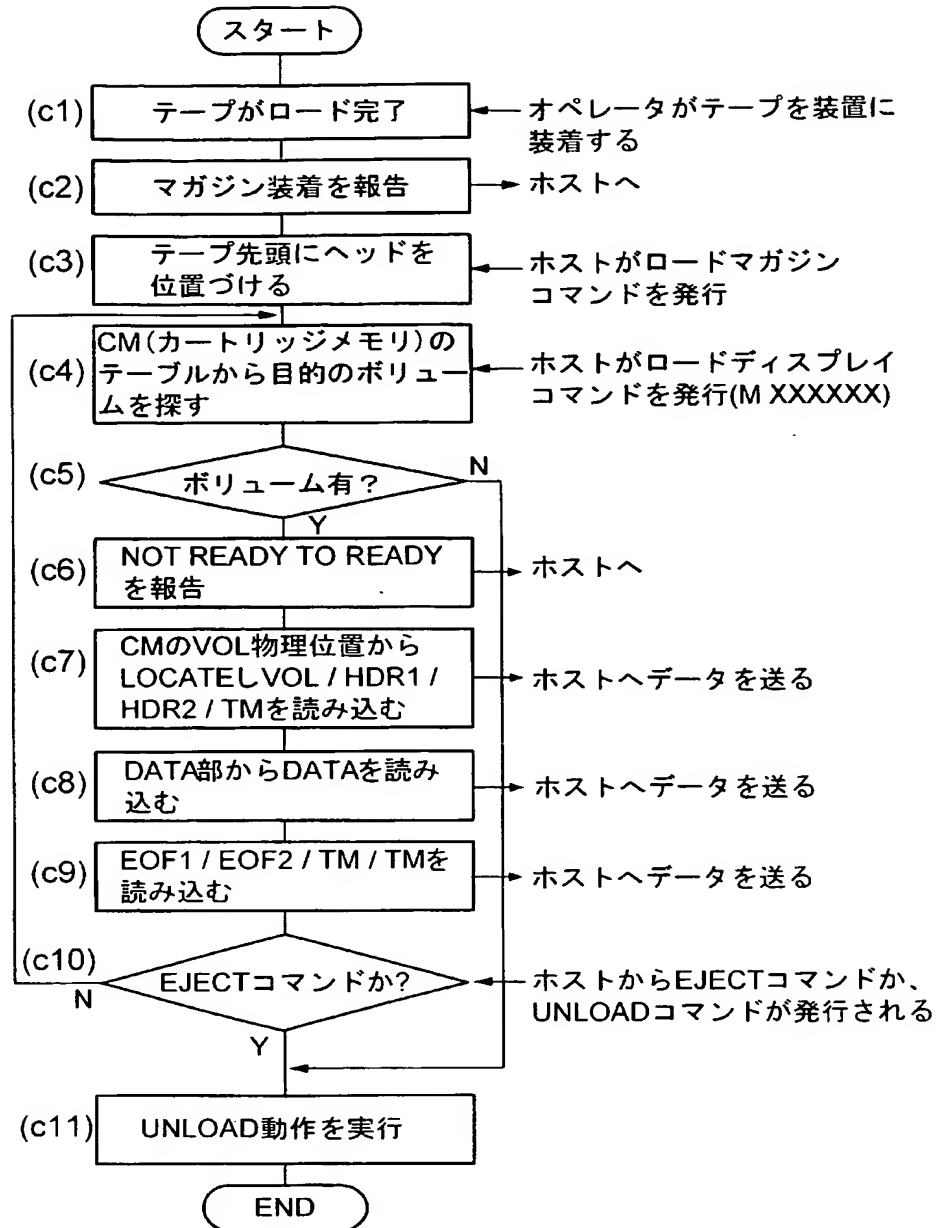 スタート
(c1)
テープがロード完了
オペレータがテープを装置に
装着する
(c2)
マガジン装着を報告
ホストへ
(c3)
テープ先頭にヘッドを
位置づける
ホストがロードマガジン
コマンドを発行
(c4)
CM(カートリッジメモリ)の
テーブルから目的のボリュー
ムを探す
ホストがロードディスプレイ
コマンドを発行(M XXXXXX)
(c5)
ボリューム有?
N
Y
(c6)
NOT READY TO READY
を報告
ホストへ
(c7)
CMのVOL物理位置から
LOCATEしVOL / HDR1 /
HDR2 / TMを読み込む
ホストへデータを送る
(c8)
DATA部からDATAを読み
込む
ホストへデータを送る
(c9)
EOF1 / EOF2 / TM / TMを
読み込む
ホストへデータを送る
(c10)
N
EJECTコマンドか?
ホストからEJECTコマンドか、
UNLOADコマンドが発行される
Y
(c11)
UNLOAD動作を実行
END